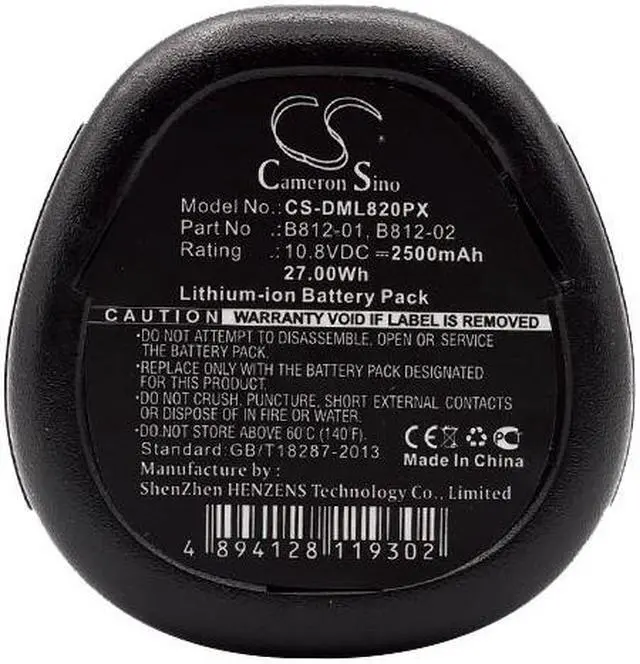 CS
Cameron Sino
Model No.: CS-DML820PX
Part No .: B812-01, B812-02
Rating .: 10.8VDC ⎓2500mAh
27.00Wh
Lithium-ion Battery Pack
CAUTION WARRANTY VOID IF LABEL IS REMOVED
·DO NOT ATTEMPT TO DISASSEMBLE, OPEN OR SERVICE
THE BATTERY PACK.
·REPLACE ONLY WITH THE BATTERY PACK DESIGNATED
FOR THIS PRODUCT.
·DO NOT CRUSH, PUNCTURE, SHORT EXTERNAL CONTACTS
OR DISPOSE OF IN FIRE OR WATER.
·DO NOT STORE ABOVE 60℃ (140 F).
Standard:GB/T18287-2013
CE PCT
Made In China
Manufacture by :
ShenZhen HENZENS Technology Co., Limited
4 894128 119302